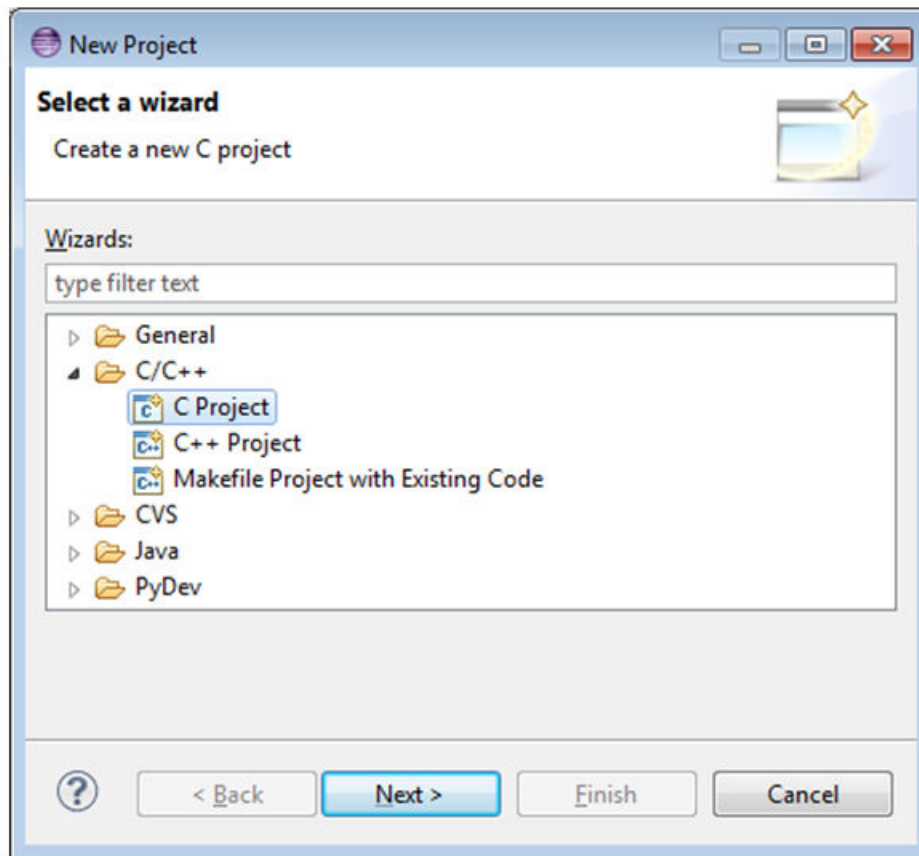 New Project
Select a wizard
Create a new C project
Wizards:
type filter text
General
C/C++
C Project
C++ Project
Makefile Project with Existing Code
CVS
Java
PyDev
? < Back Next > Finish Cancel